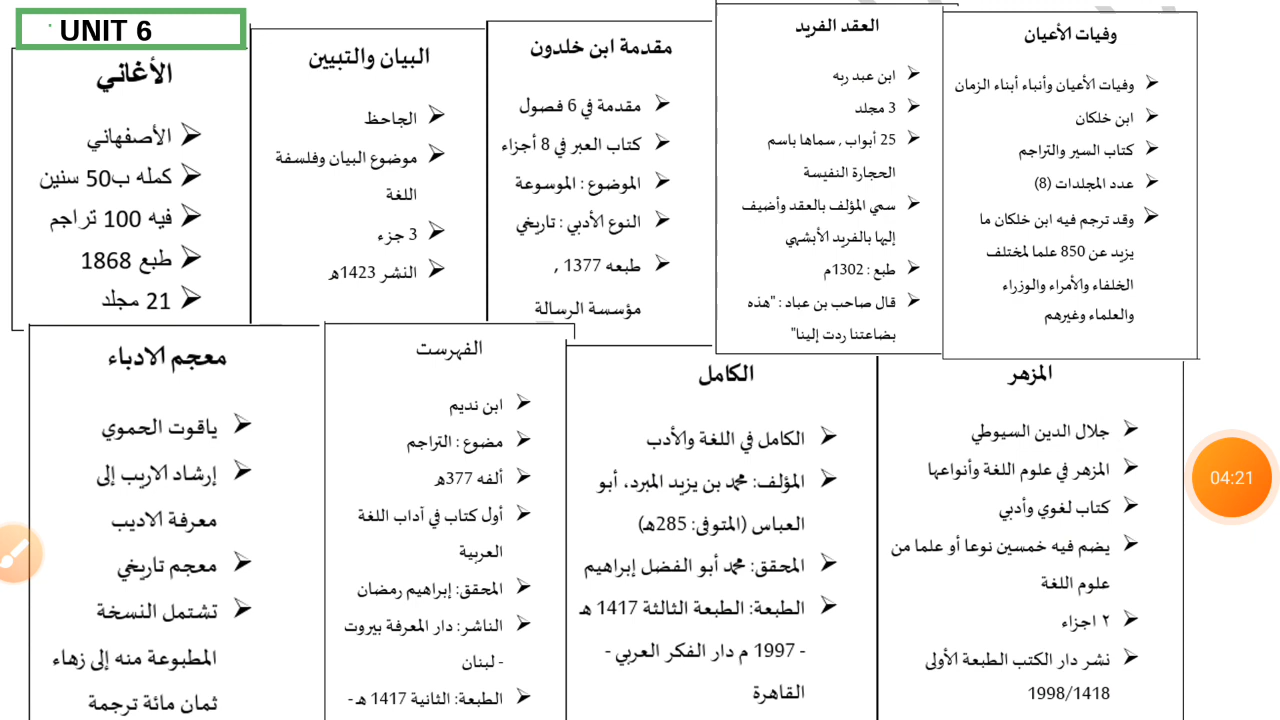 UNIT 6
وفيات الأعيان
وفيات الأعيان وأنباء أبناء الزمان
ابن خلكان
كتاب السير والتراجم
عدد المجلدات (8)
وقد ترجم فيه ابن خلكان ما
يزيد عن 850 علما لمختلف
الخلفاء والأمراء والوزراء
والعلماء وغيرهم
العقد الفريد
ابن عبد ربه
3 مجلد
25 أبواب , سماها باسم
الحجارة النفيسة
سمي المؤلف بالعقد وأضيف
إليها بالفريد الأبشهي
طبع : 1302م
قال صاحب بن عباد : "هذه
بضاعتنا ردت إلينا"
مقدمة ابن خلدون
مقدمة في 6 فصول
كتاب العبر في 8 أجزاء
الموضوع : الموسوعة
النوع الأدبي : تاريخي
طبعه 1377 ,
مؤسسة الرسالة
البيان والتبيين
الجاحظ
موضوع البيان وفلسفة
اللغة
3 جزء
النشر 1423ه
الأغاني
الأصفهاني
كمله ب50 سنين
فيه 100 تراجم
طبع 1868
21 مجلد
المزهر
جلال الدين السيوطي
المزهر في علوم اللغة وأنواعها
كتاب لغوي وأدبي
يضم فيه خمسين نوعا أو علما من
علوم اللغة
٢ اجزاء
نشر دار الكتب الطبعة الأولى
1998/1418
الكامل
الكامل في اللغة والأدب
المؤلف: محمد بن يزيد المبرد، أبو
العباس (المتوفى: 285هـ)
المحقق: محمد أبو الفضل إبراهيم
الطبعة: الطبعة الثالثة 1417 هـ
- 1997 م دار الفكر العربي -
القاهرة
الفهرست
ابن نديم
مضوع : التراجم
ألفه 377ه
أول كتاب في آداب اللغة
العربية
المحقق: إبراهيم رمضان
الناشر: دار المعرفة بيروت
- لبنان
الطبعة: الثانية 1417 هـ -
معجم الادباء
ياقوت الحموي
إرشاد الاريب إلى
معرفة الاديب
معجم تاريخي
تشتمل النسخة
المطبوعة منه إلى زهاء
ثمان مائة ترجمة
04:21